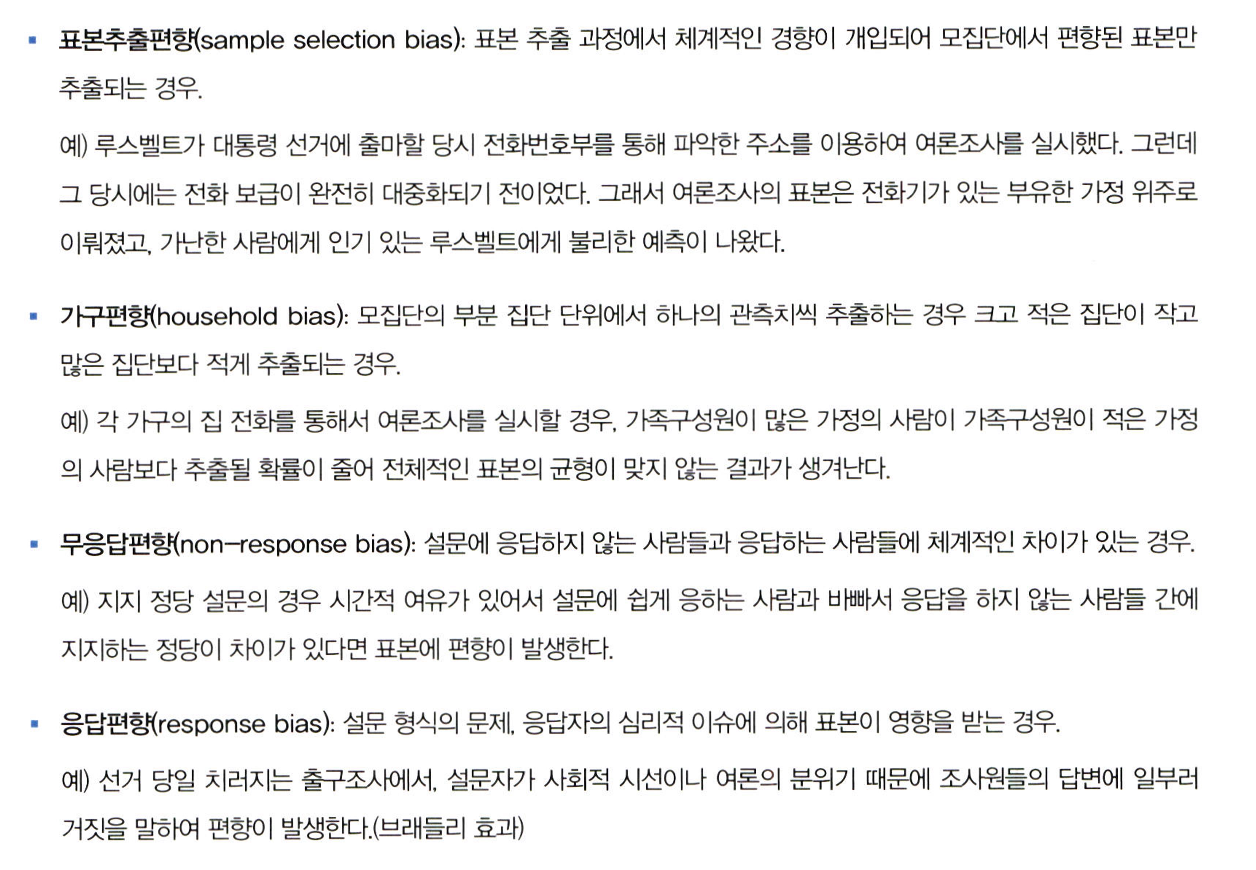 ▪ 표본추출편향(sample selection bias): 표본 추출 과정에서 체계적인 경향이 개입되어 모집단에서 편향된 표본만
추출되는 경우.
예) 루스벨트가 대통령 선거에 출마할 당시 전화번호부를 통해 파악한 주소를 이용하여 여론조사를 실시했다. 그런데
그 당시에는 전화 보급이 완전히 대중화되기 전이었다. 그래서 여론조사의 표본은 전화기가 있는 부유한 가정 위주로
이뤄졌고, 가난한 사람에게 인기 있는 루스벨트에게 불리한 예측이 나왔다.
▪ 가구편향(household bias): 모집단의 부분 집단 단위에서 하나의 관측치씩 추출하는 경우 크고 적은 집단이 작고
많은 집단보다 적게 추출되는 경우.
예) 각 가구의 집 전화를 통해서 여론조사를 실시할 경우, 가족구성원이 많은 가정의 사람이 가족구성원이 적은 가정
의 사람보다 추출될 확률이 줄어 전체적인 표본의 균형이 맞지 않는 결과가 생겨난다.
▪ 무응답편향(non-response bias): 설문에 응답하지 않는 사람들과 응답하는 사람들에 체계적인 차이가 있는 경우.
예) 지지 정당 설문의 경우 시간적 여유가 있어서 설문에 쉽게 응하는 사람과 바빠서 응답을 하지 않는 사람들 간에
지지하는 정당이 차이가 있다면 표본에 편향이 발생한다.
▪ 응답편향(response bias): 설문 형식의 문제, 응답자의 심리적 이슈에 의해 표본이 영향을 받는 경우.
예) 선거 당일 치러지는 출구조사에서, 설문자가 사회적 시선이나 여론의 분위기 때문에 조사원들의 답변에 일부러
거짓을 말하여 편향이 발생한다.(브래들리 효과)